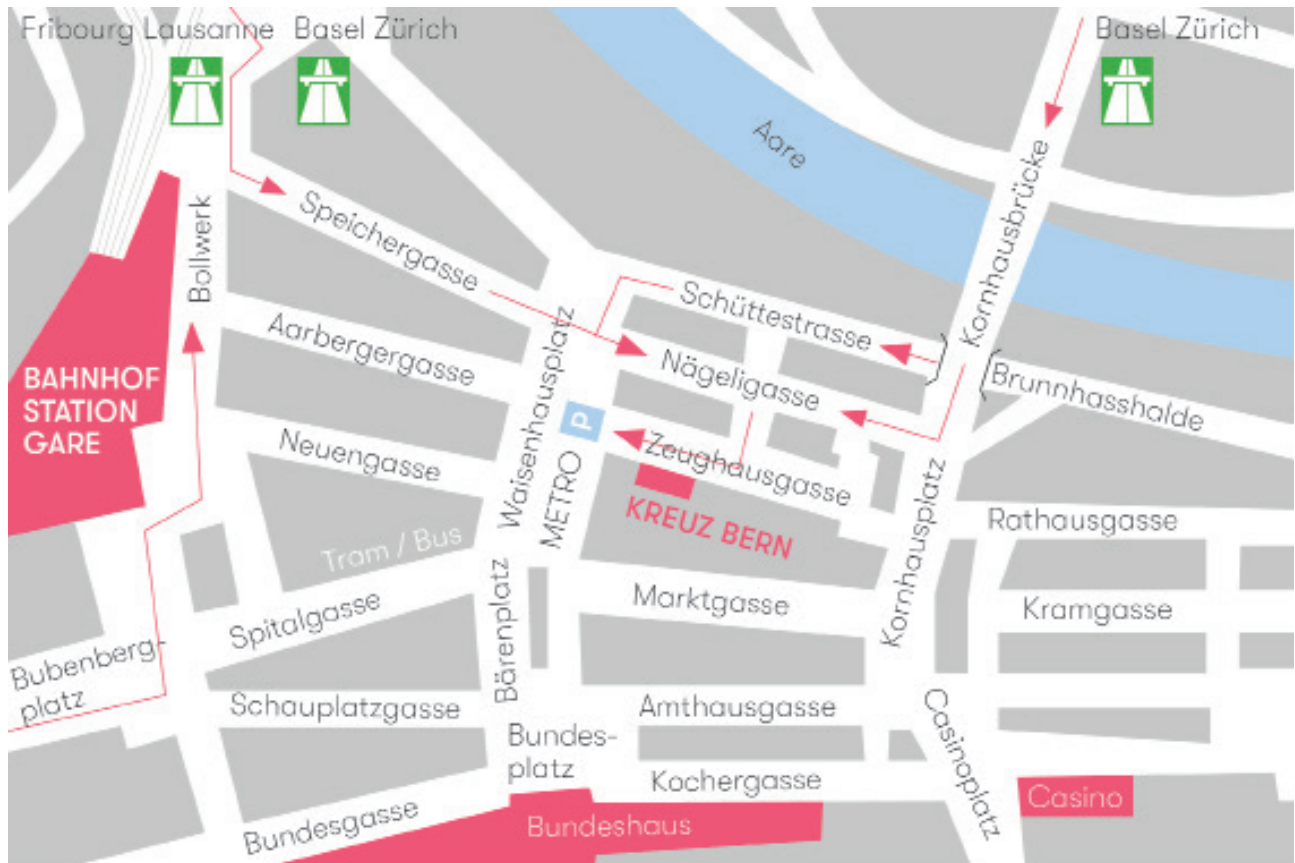 Fribourg Lausanne
Basel Zürich
Basel Zürich
Aare
Kornhausbrücke
Speichergasse
Bollwerk
Schüttestrasse
Aarbergergasse
Waisenhausplatz
Nägeligasse
Brunnhasshalde
BAHNHOF
STATION
GARE
P
Neuengasse
METRO
Zeughausgasse
KREUZ BERN
Kornhausplatz
Rathausgasse
Tram / Bus
Spitalgasse
Bärenplatz
Marktgasse
Kramgasse
Bubenberg-
platz
Schauplatzgasse
Amthausgasse
Casinoplatz
Bundes-
platz
Kochergasse
Casino
Bundesgasse
Bundeshaus